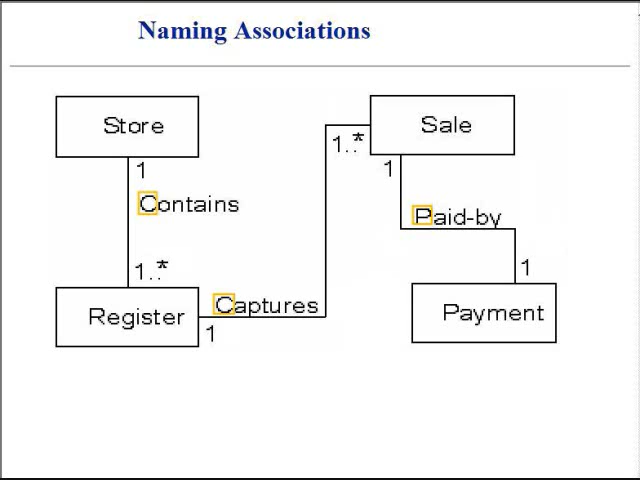 Naming Associations
Store
Sale
1..*
1
1
Contains
Paid-by
1..*
1
Captures
Register
Payment
1